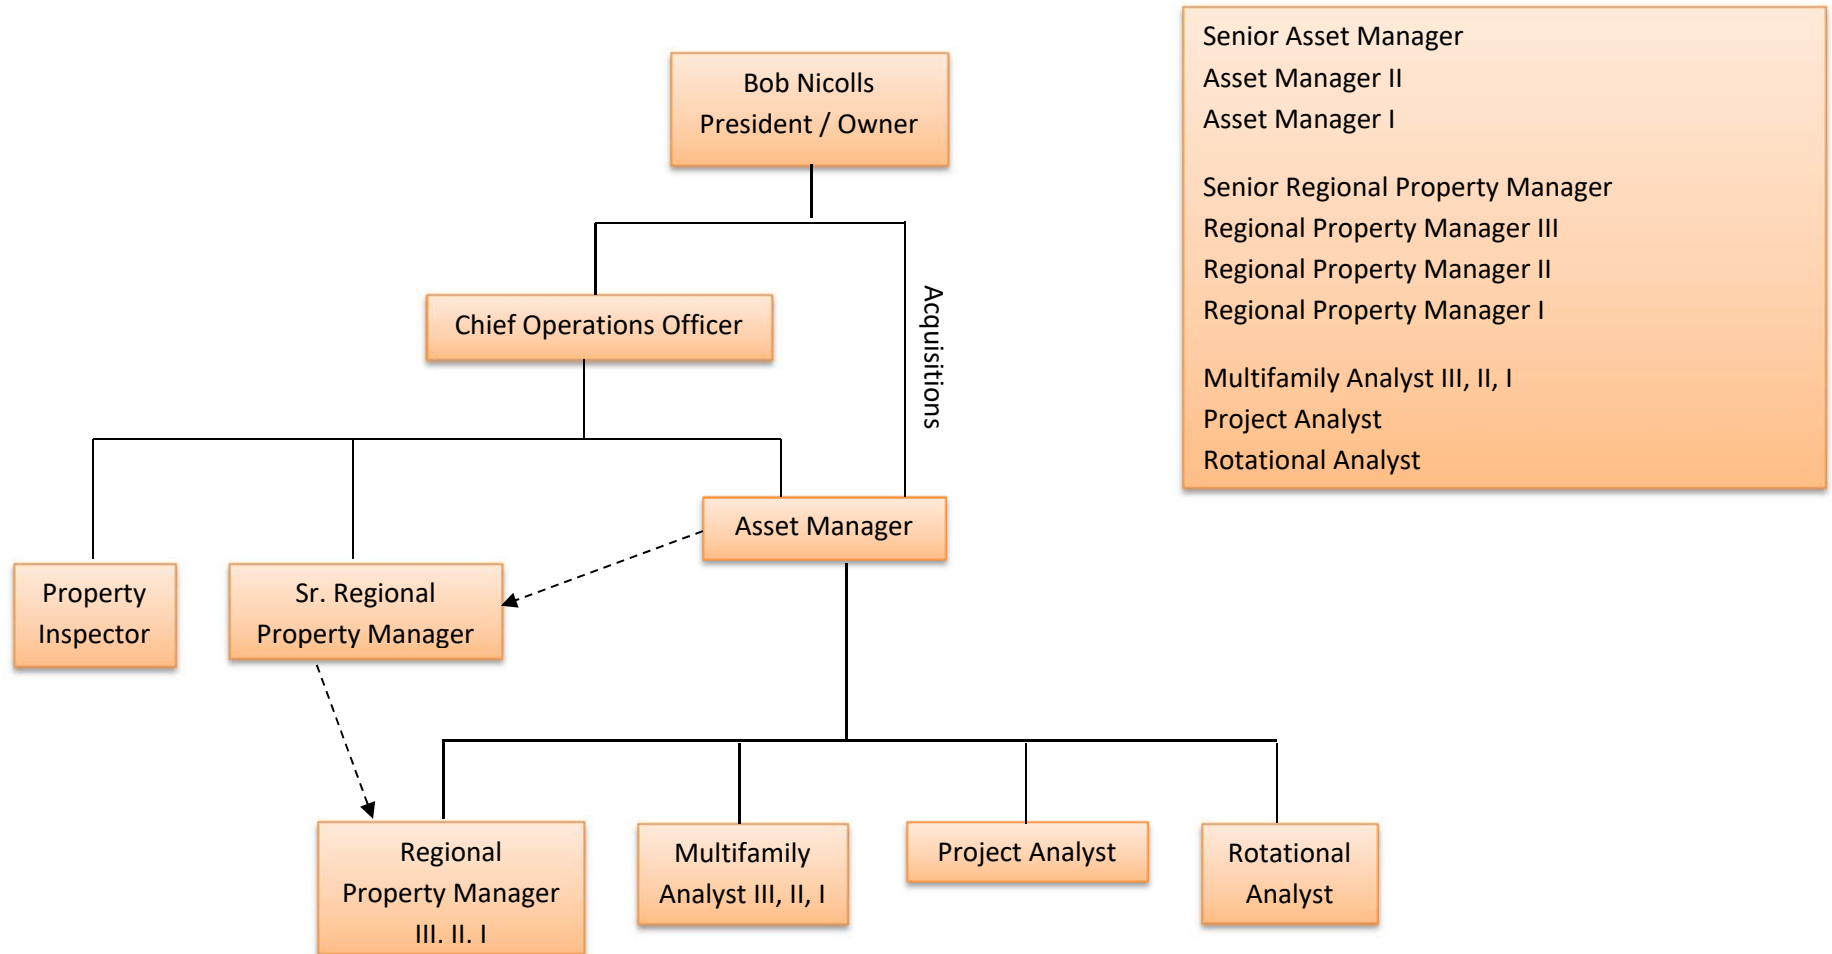 Bob Nicolls
President / Owner
Senior Asset Manager
Asset Manager II
Asset Manager I
Senior Regional Property Manager
Regional Property Manager III
Regional Property Manager II
Regional Property Manager I
Multifamily Analyst III, II, I
Project Analyst
Rotational Analyst
Chief Operations Officer
Acquisitions
Asset Manager
Property
Inspector
Sr. Regional
Property Manager
Regional
Property Manager
III. II. I
Multifamily
Analyst III, II, I
Project Analyst
Rotational
Analyst